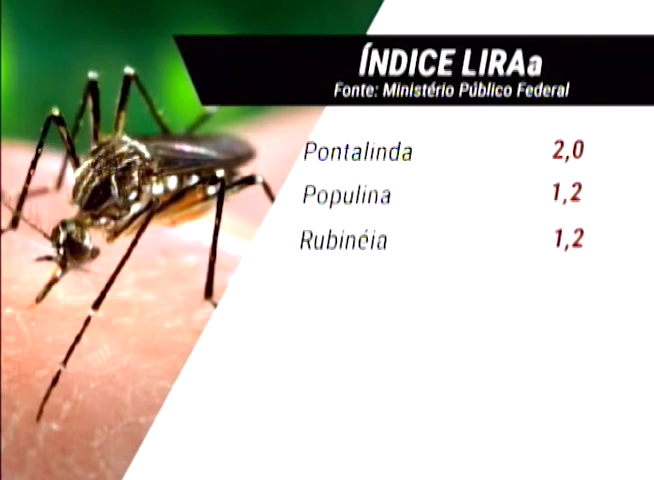 ÍNDICE LIRAa
Fonte: Ministério Público Federal
Pontalinda 2,0
Populina 1,2
Rubinéia 1,2